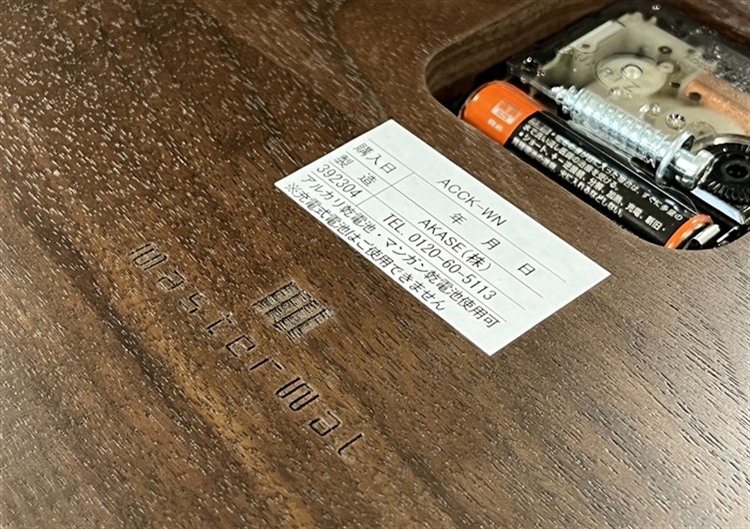 ACCK-WN
購入日 年 月 日
製造 AKASE(株)
392304 TEL 0120-60-5113
アルカリ乾電池・マンガン乾電池使用可
※充電式電池はご使用できません
masterwal